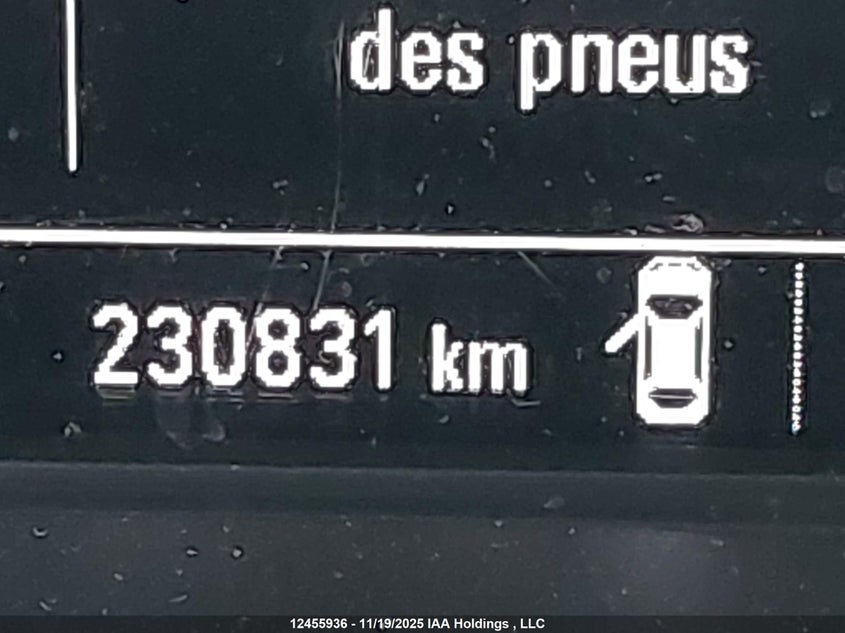 des pneus
230831 km
12455936 - 11/19/2025 IAA Holdings , LLC